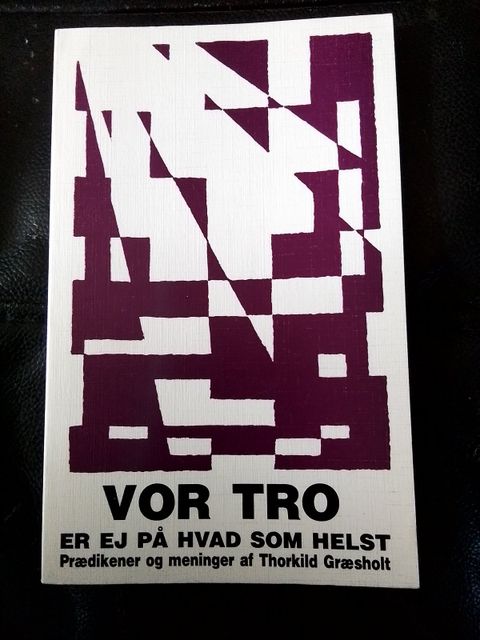 VOR TRO
ER EJ PÅ HVAD SOM HELST
Prædikener og meninger af Thorkild Græsholt